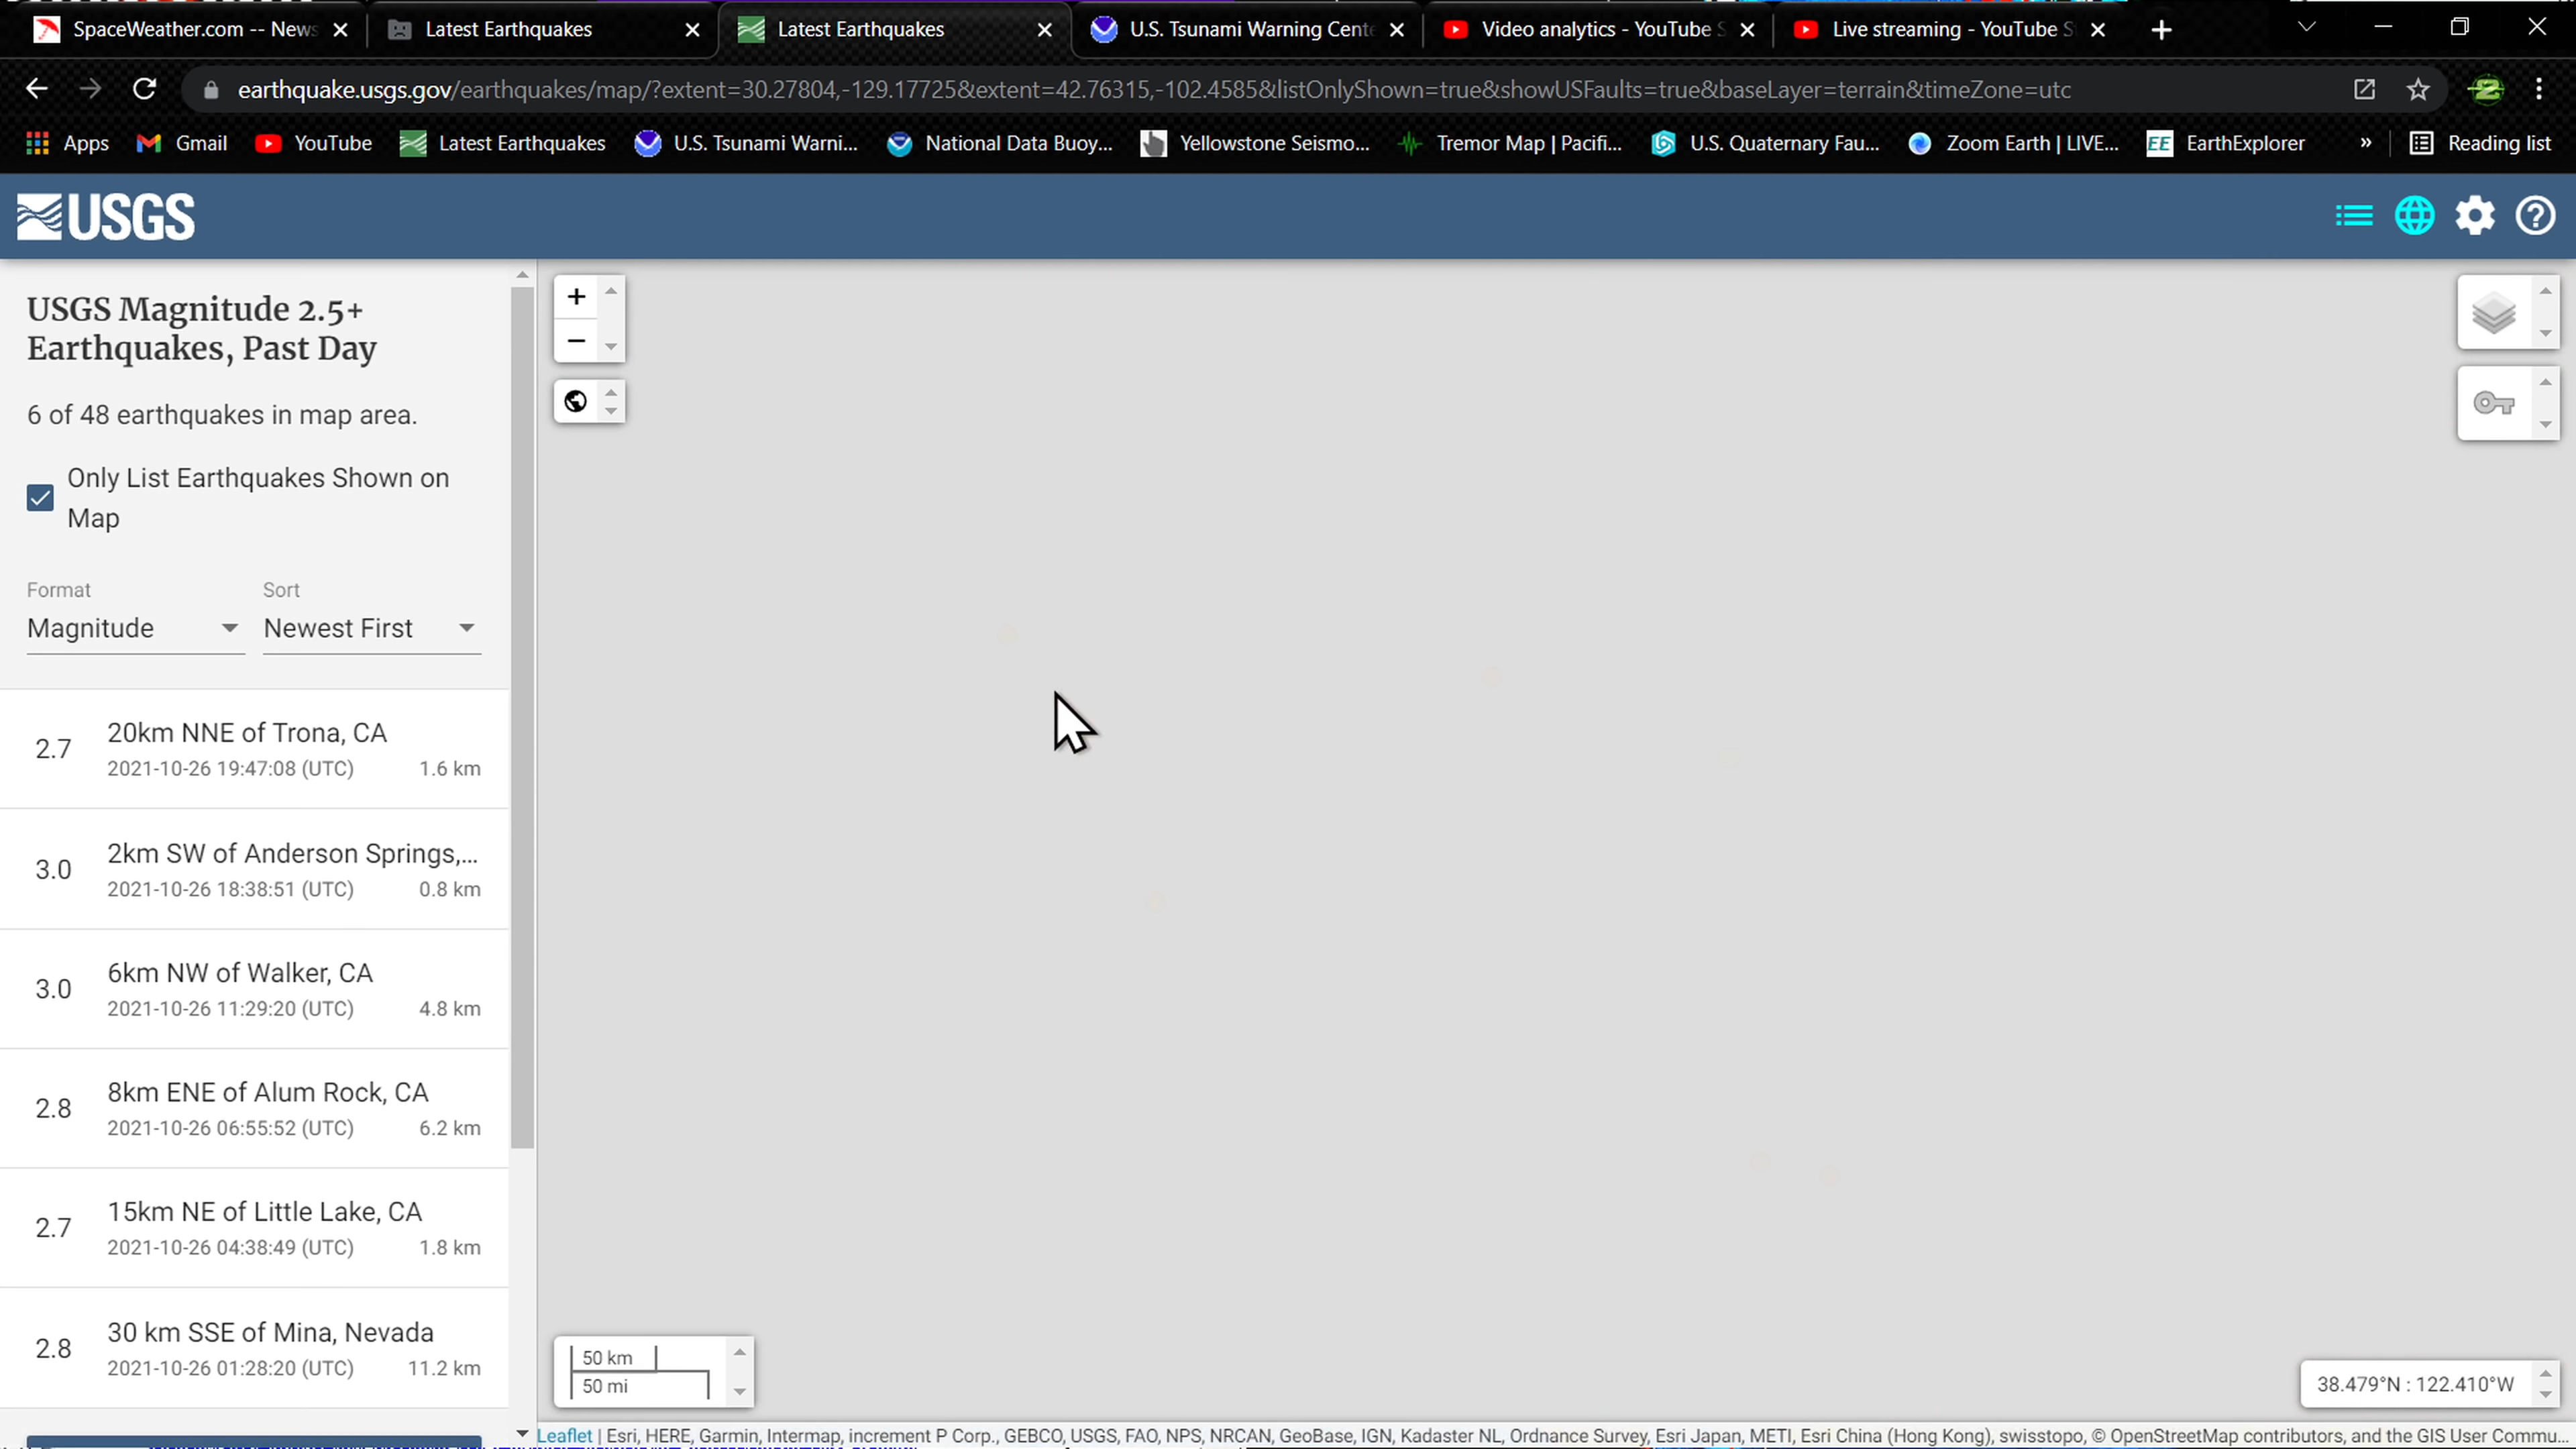 SpaceWeather.com -- News
Latest Earthquakes
Latest Earthquakes
U.S. Tsunami Warning Cente
Video analytics - YouTube S
Live streaming - YouTube S
earthquake.usgs.gov/earthquakes/map/?extent=30.27804,-129.17725&extent=42.76315,-102.4585&listOnlyShown=true&showUSFaults=true&baseLayer=terrain&timeZone=utc
Apps
Gmail
YouTube
Latest Earthquakes
U.S. Tsunami Warni...
National Data Buoy...
Yellowstone Seismo...
Tremor Map | Pacifi...
U.S. Quaternary Fau...
Zoom Earth | LIVE...
EE EarthExplorer
»
Reading list
USGS
USGS Magnitude 2.5+
Earthquakes, Past Day
6 of 48 earthquakes in map area.
Only List Earthquakes Shown on
Map
Format
Magnitude
Sort
Newest First
2.7
20km NNE of Trona, CA
2021-10-26 19:47:08 (UTC) 1.6 km
3.0
2km SW of Anderson Springs,...
2021-10-26 18:38:51 (UTC) 0.8 km
3.0
6km NW of Walker, CA
2021-10-26 11:29:20 (UTC) 4.8 km
2.8
8km ENE of Alum Rock, CA
2021-10-26 06:55:52 (UTC) 6.2 km
2.7
15km NE of Little Lake, CA
2021-10-26 04:38:49 (UTC) 1.8 km
2.8
30 km SSE of Mina, Nevada
2021-10-26 01:28:20 (UTC) 11.2 km
+
−
50 km
50 mi
38.479°N : 122.410°W
Leaflet | Esri, HERE, Garmin, Intermap, increment P Corp., GEBCO, USGS, FAO, NPS, NRCAN, GeoBase, IGN, Kadaster NL, Ordnance Survey, Esri Japan, METI, Esri China (Hong Kong), swisstopo, © OpenStreetMap contributors, and the GIS User Commu...